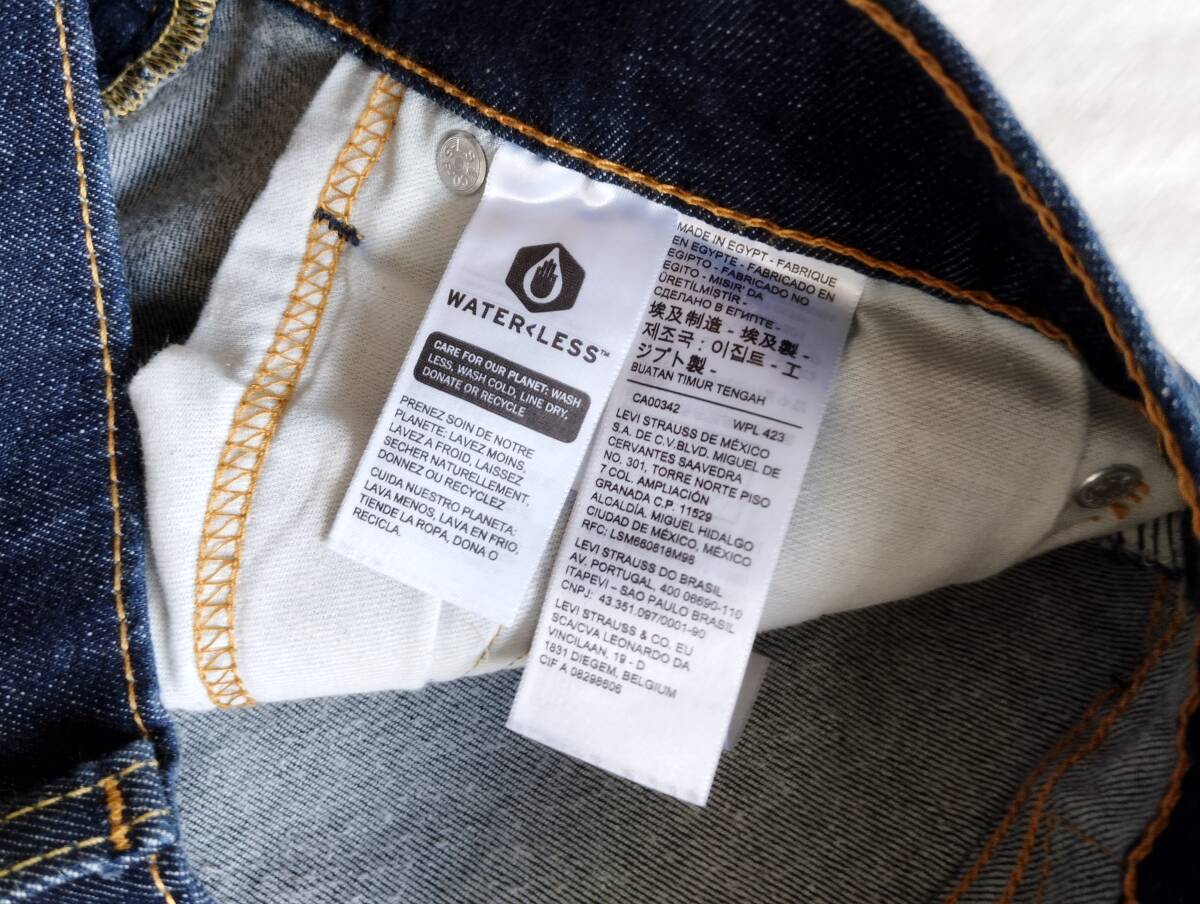 WATER<LESS™
CARE FOR OUR PLANET: WASH
LESS, WASH COLD, LINE DRY,
DONATE OR RECYCLE
PRENEZ SOIN DE NOTRE
PLANETE: LAVEZ MOINS,
LAVEZ A FROID, LAISSEZ
SECHER NATURELLEMENT,
DONNEZ OU RECYCLEZ
CUIDA NUESTRO PLANETA:
LAVA MENOS, LAVA EN FRIO,
TIENDE LA ROPA, DONA O
RECICLA.
MADE IN EGYPT - FABRIQUE
EN EGYPTE - FABRICADO EN
EGIPTO - FABRICADO NO
EGITO - MISIR' DA
ÜRETİLMİSTİR -
СДЕЛАНО В ЕГИПТЕ -
埃及制造 - 埃及製 -
제조국 : 이집트 - エ
ジプト製 -
BUATAN TIMUR TENGAH
CA00342 WPL 423
LEVI STRAUSS DE MÉXICO
S.A. DE C.V.BLVD. MIGUEL DE
CERVANTES SAAVEDRA
NO. 301, TORRE NORTE PISO
7 COL. AMPLIACIÓN
GRANADA C.P. 11529
ALCALDÍA. MIGUEL HIDALGO
CIUDAD DE MÉXICO, MÉXICO
RFC: LSM660818M98
LEVI STRAUSS DO BRASIL
AV. PORTUGAL, 400 06690-110
ITAPEVI – SAO PAULO BRASIL
CNPJ: 43.351.097/0001-90
LEVI STRAUSS & CO. EU
SCA/CVA LEONARDO DA
VINCILAAN, 19 - D
1831 DIEGEM, BELGIUM
CIF A 08298606